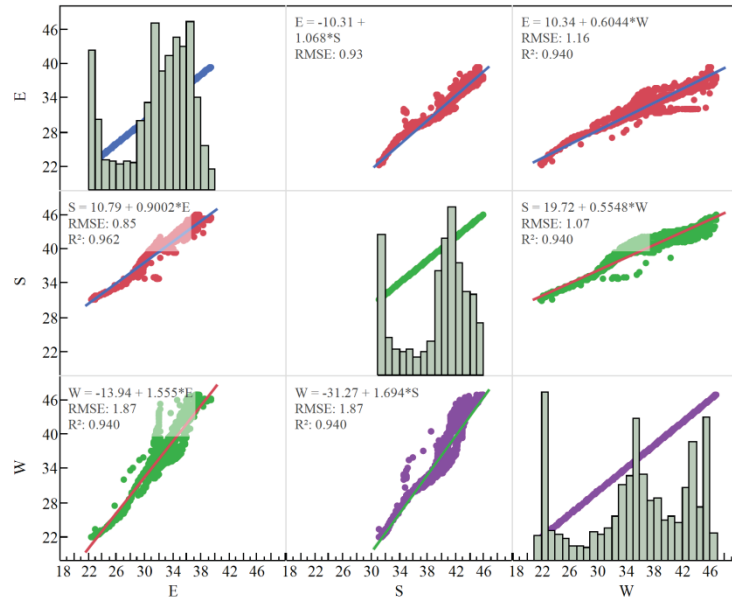 46
40
34
28
22
E
E = -10.31 +
1.068*S
RMSE: 0.93
E = 10.34 + 0.6044*W
RMSE: 1.16
R²: 0.940
46
40
34
28
22
S
S = 10.79 + 0.9002*E
RMSE: 0.85
R²: 0.962
S = 19.72 + 0.5548*W
RMSE: 1.07
R²: 0.940
46
40
34
28
22
W
W = -13.94 + 1.555*E
RMSE: 1.87
R²: 0.940
W = -31.27 + 1.694*S
RMSE: 1.87
R²: 0.940
18 22 26 30 34 38 42 46 18 22 26 30 34 38 42 46 18 22 26 30 34 38 42 46
E S W